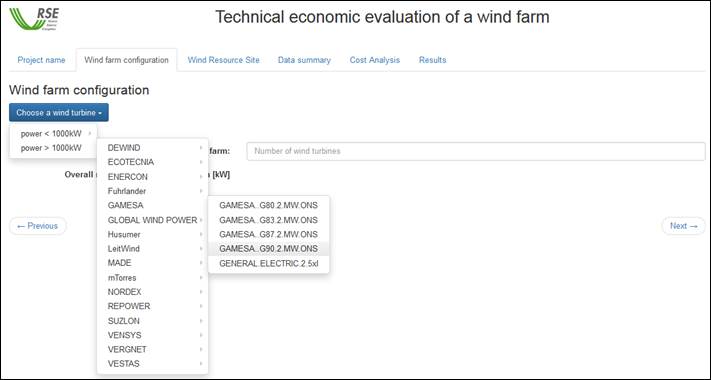 RSE
Technical economic evaluation of a wind farm
Project name
Wind farm configuration
Wind Resource Site
Data summary
Cost Analysis
Results
Wind farm configuration
Choose a wind turbine
power < 1000kW
power > 1000kW
farm:
Number of wind turbines
Overall
[kW]
DEWIND
ECOTECNIA
ENERCON
Fuhrlander
GAMESA
GLOBAL WIND POWER
Husumer
LeitWind
MADE
mTorres
NORDEX
REPOWER
SUZLON
VENSYS
VERGNET
VESTAS
GAMESA..G80.2.MW.ONS
GAMESA..G83.2.MW.ONS
GAMESA..G87.2.MW.ONS
GAMESA..G90.2.MW.ONS
GENERAL.ELECTRIC.2.5xl
← Previous
Next →